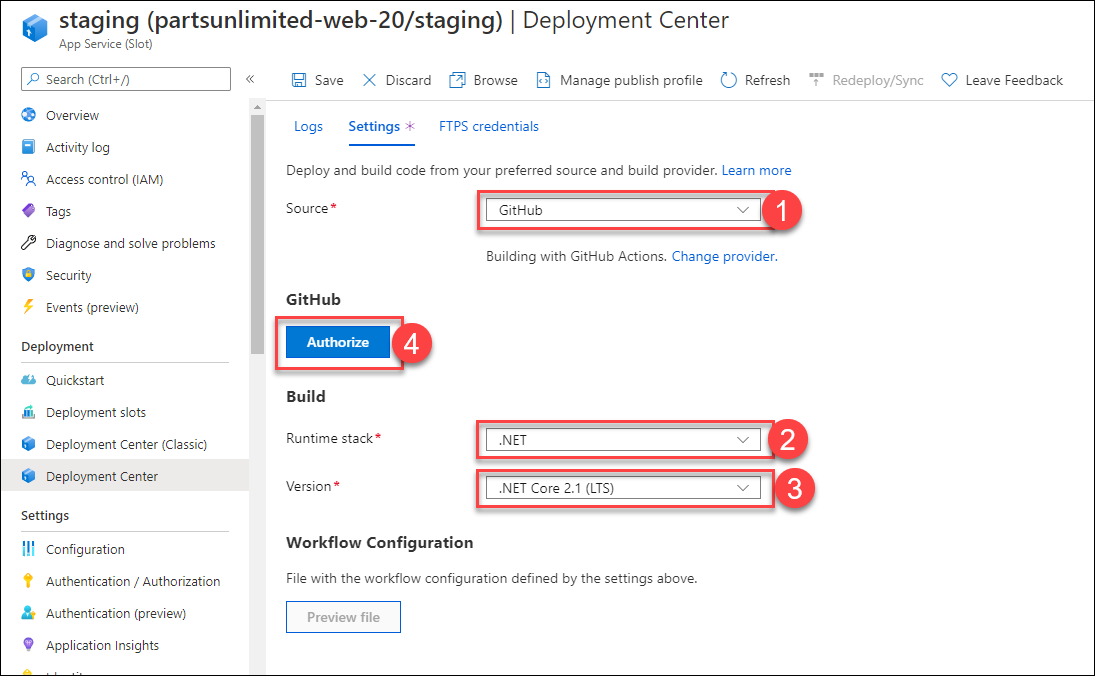 staging (partsunlimited-web-20/staging) | Deployment Center
App Service (Slot)
Search (Ctrl+/)
«
Save
Discard
Browse
Manage publish profile
Refresh
Redeploy/Sync
Leave Feedback
Overview
Activity log
Access control (IAM)
Tags
Diagnose and solve problems
Security
Events (preview)
Deployment
Quickstart
Deployment slots
Deployment Center (Classic)
Deployment Center
Settings
Configuration
Authentication / Authorization
Authentication (preview)
Application Insights
Logs
Settings *
FTPS credentials
Deploy and build code from your preferred source and build provider. Learn more
Source*
GitHub
1
Building with GitHub Actions. Change provider.
GitHub
Authorize
4
Build
Runtime stack*
.NET
2
Version*
.NET Core 2.1 (LTS)
3
Workflow Configuration
File with the workflow configuration defined by the settings above.
Preview file